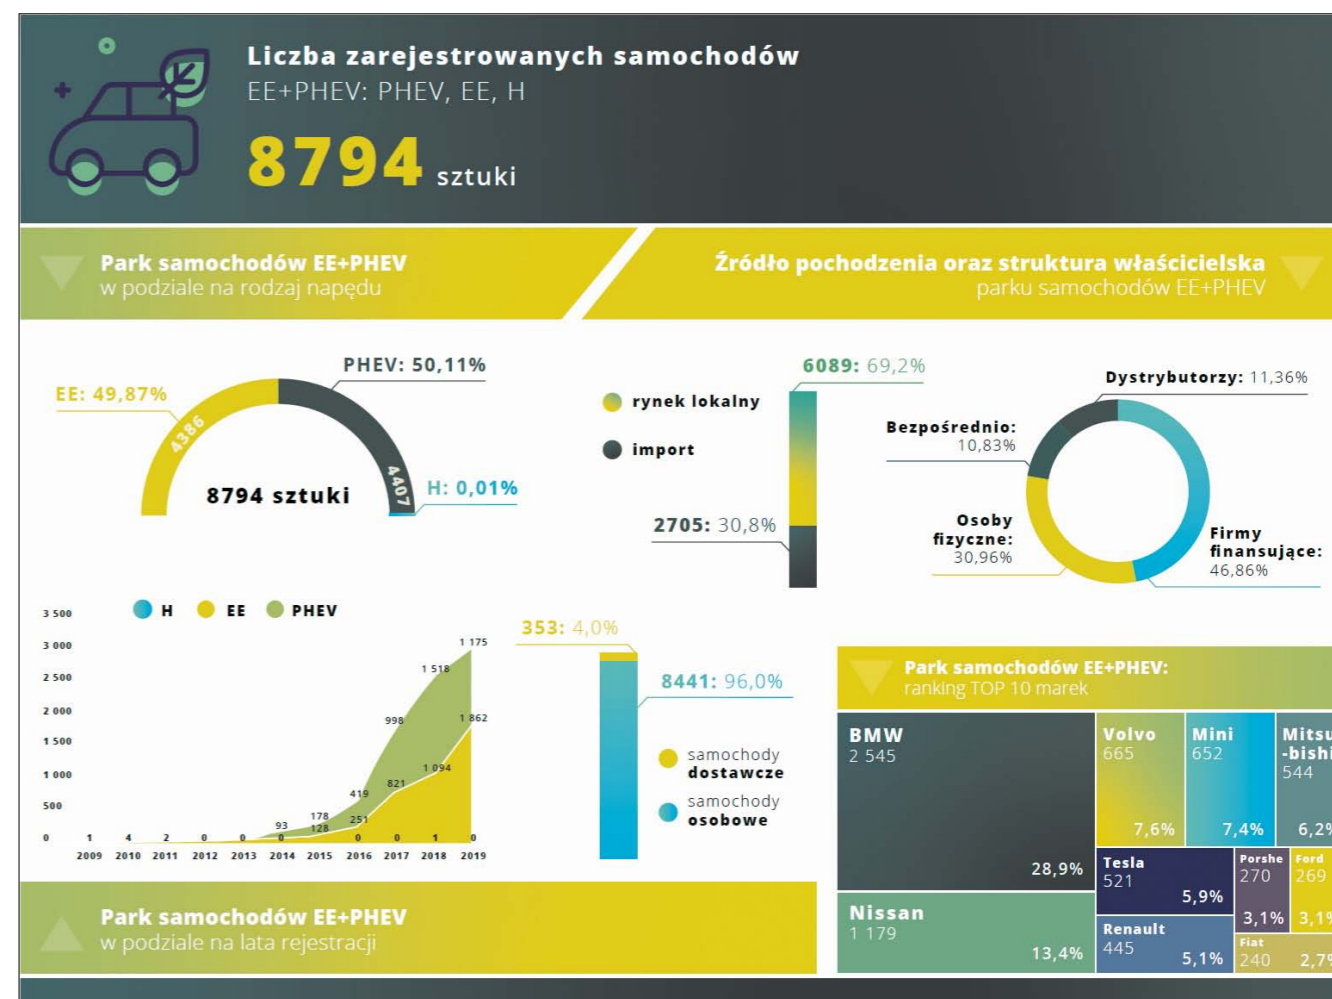 Liczba zarejestrowanych samochodów
EE+PHEV: PHEV, EE, H
8794 sztuki
Park samochodów EE+PHEV
w podziale na rodzaj napędu
Źródło pochodzenia oraz struktura właścicielska
parku samochodów EE+PHEV
EE: 49,87%
PHEV: 50,11%
4386
4407
8794 sztuki
H: 0,01%
rynek lokalny
import
6089: 69,2%
2705: 30,8%
Dystrybutorzy: 11,36%
Bezpośrednio:
10,83%
Osoby
fizyczne:
30,96%
Firmy
finansujące:
46,86%
H EE PHEV
3 500
3 000
2 500
2 000
1 500
1 000
500
0
1 175
1 518
1 862
998
1 094
821
419
251
178
128
93
1 4 2 0 0 0 0 0 1 0
2009 2010 2011 2012 2013 2014 2015 2016 2017 2018 2019
353: 4,0%
8441: 96,0%
samochody
dostawcze
samochody
osobowe
Park samochodów EE+PHEV
w podziale na lata rejestracji
Park samochodów EE+PHEV:
ranking TOP 10 marek
BMW
2 545
28,9%
Nissan
1 179
13,4%
Volvo
665
7,6%
Mini
652
7,4%
Mitsu
-bishi
544
6,2%
Tesla
521
5,9%
Renault
445
5,1%
Porshe
270
3,1%
Ford
269
3,1%
Fiat
240
2,7%